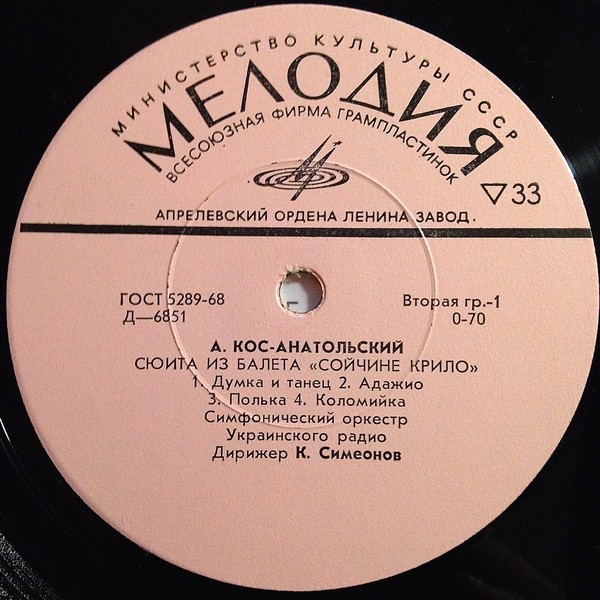 МИНИСТЕРСТВО КУЛЬТУРЫ СССР
МЕЛОДИЯ
ВСЕСОЮЗНАЯ ФИРМА ГРАМПЛАСТИНОК
▽33
АПРЕЛЕВСКИЙ ОРДЕНА ЛЕНИНА ЗАВОД.
ГОСТ 5289-68
Вторая гр.-1
Д—6851
0-70
А. КОС-АНАТОЛЬСКИЙ
СЮИТА ИЗ БАЛЕТА «СОЙЧИНЕ КРИЛО»
1. Думка и танец 2. Адажио
3. Полька 4. Коломийка
Симфонический оркестр
Украинского радио
Дирижер К. Симеонов